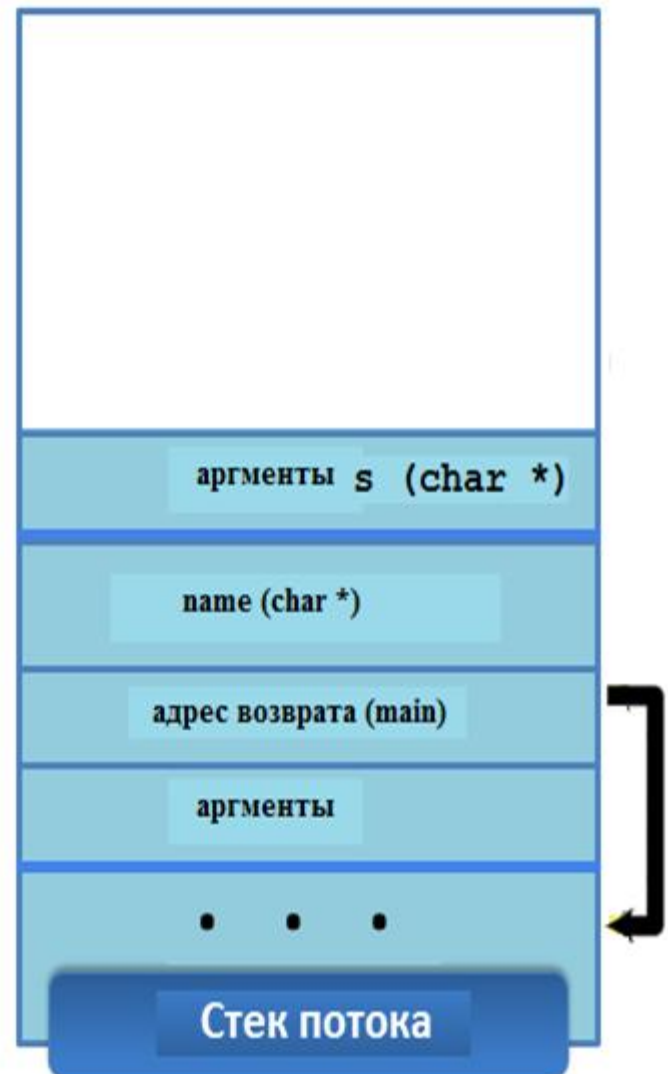 аргменты s (char *)
name (char *)
адрес возврата (main)
аргменты
. . .
Стек потока